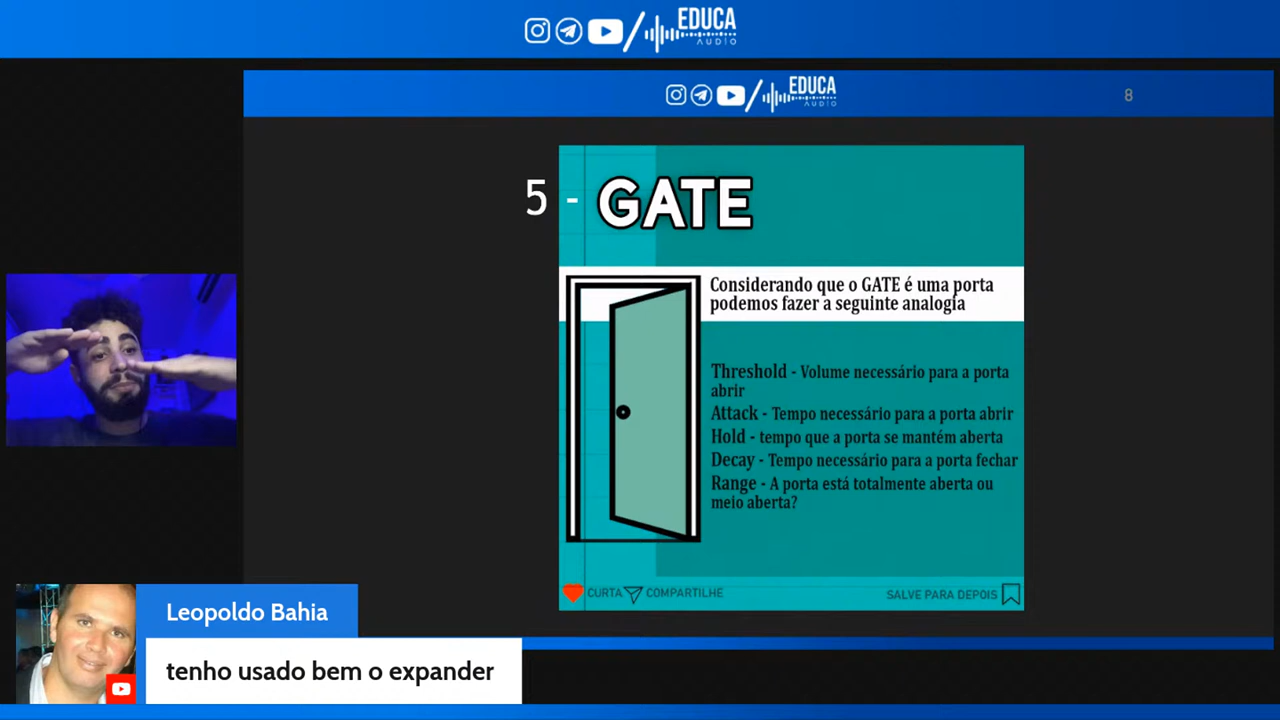 EDUCA
AUDIO
EDUCA
AUDIO
8
5 - GATE
Considerando que o GATE é uma porta
podemos fazer a seguinte analogia
Threshold - Volume necessário para a porta
abrir
Attack - Tempo necessário para a porta abrir
Hold - tempo que a porta se mantém aberta
Decay - Tempo necessário para a porta fechar
Range - A porta está totalmente aberta ou
meio aberta?
CURTA COMPARTILHE SALVE PARA DEPOIS
Leopoldo Bahia
tenho usado bem o expander